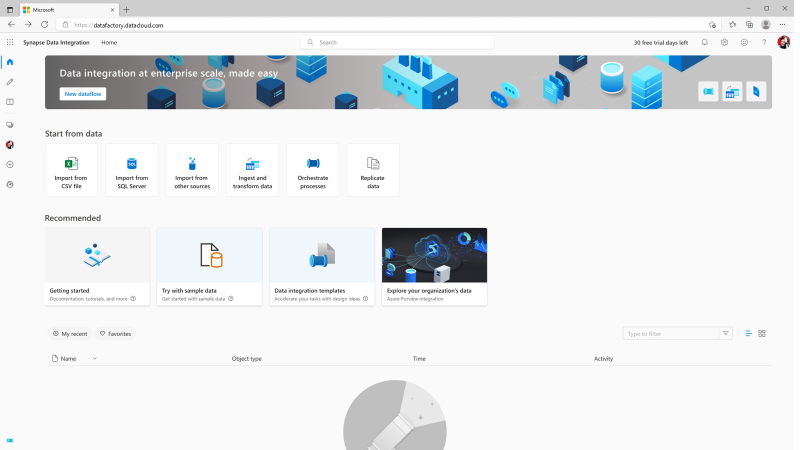 Microsoft
https://datafactory.datacloud.com
Synapse Data Integration
Home
Search
30 free trial days left
Data integration at enterprise scale, made easy
New dataflow
Start from data
Import from
CSV file
Import from
SQL Server
Import from
other sources
Ingest and
transform data
Orchestrate
processes
Replicate
data
Recommended
Getting started
Documentation, tutorials, and more
Try with sample data
Get started with sample data
Data integration templates
Accelerate your tasks with design ideas
Explore your organization's data
Azure Purview integration
My recent
Favorites
Type to filter
Name
Object type
Time
Activity